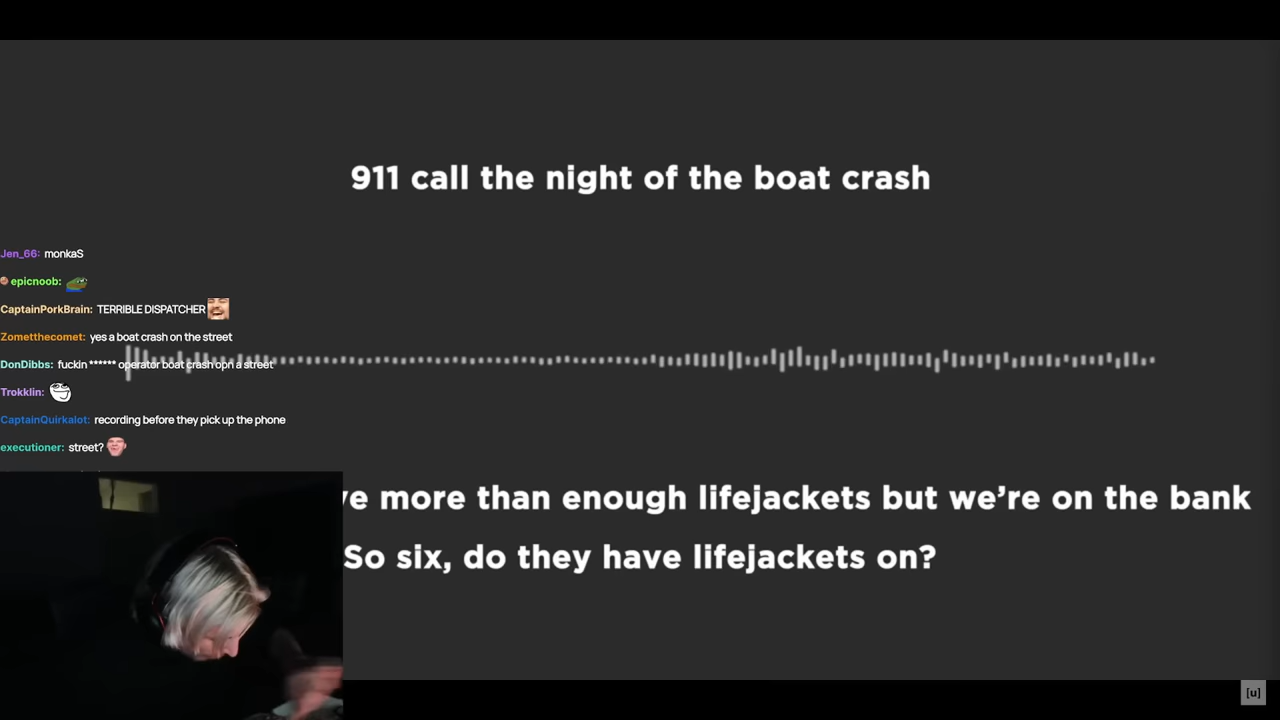 911 call the night of the boat crash
Jen_66: monkaS
epicnoob:
CaptainPorkBrain: TERRIBLE DISPATCHER
Zometthecomet: yes a boat crash on the street
DonDibbs: fuckin ****** operator boat crash opn a street
Trokklin:
CaptainQuirkalot: recording before they pick up the phone
executioner: street?
more than enough lifejackets but we're on the bank
So six, do they have lifejackets on?
[u]